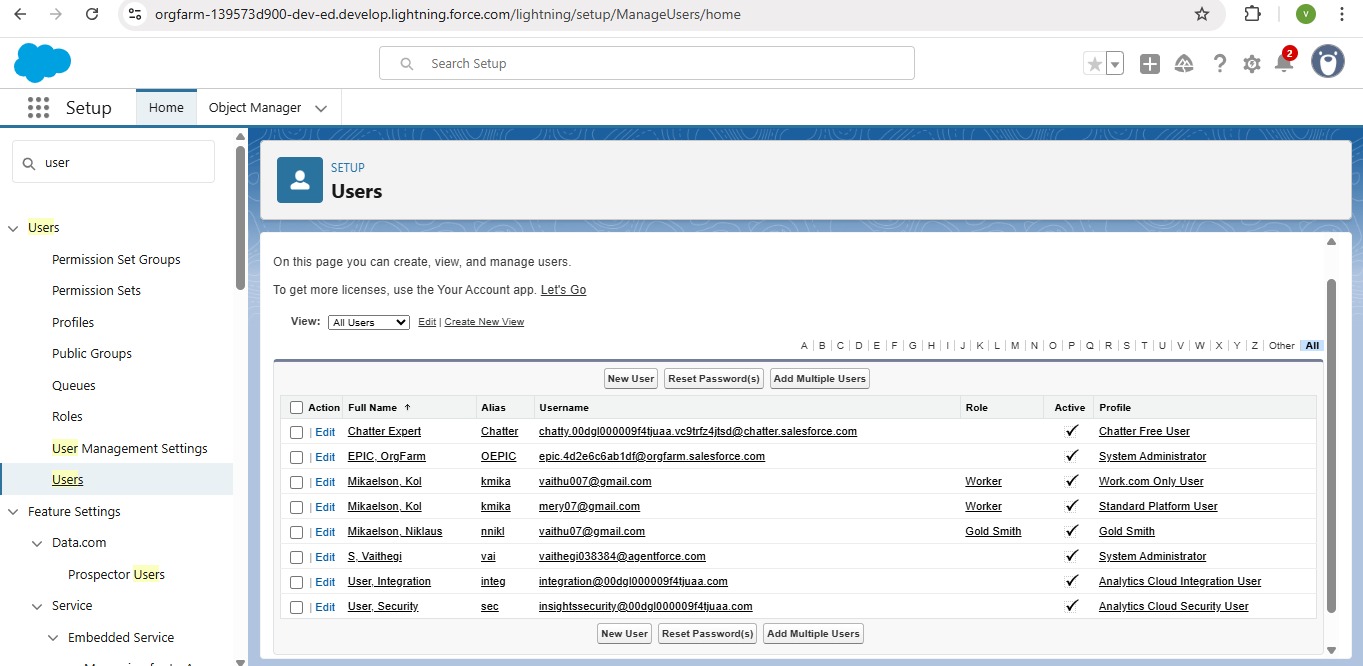 orgfarm-139573d900-dev-ed.develop.lightning.force.com/lightning/setup/ManageUsers/home
V
Search Setup
2
Setup Home Object Manager
user
Users
Permission Set Groups
Permission Sets
Profiles
Public Groups
Queues
Roles
User Management Settings
Users
Feature Settings
Data.com
Prospector Users
Service
Embedded Service
SETUP
Users
On this page you can create, view, and manage users.
To get more licenses, use the Your Account app. Let's Go
View: All Users Edit | Create New View
A | B | C | D | E | F | G | H | I | J | K | L | M | N | O | P | Q | R | S | T | U | V | W | X | Y | Z | Other All
New User Reset Password(s) Add Multiple Users
Action Full Name ↑ Alias Username Role Active Profile
| Edit Chatter Expert Chatter chatty.00dgl000009f4tjuaa.vc9trfz4jtsd@chatter.salesforce.com ✓ Chatter Free User
| Edit EPIC, OrgFarm OEPIC epic.4d2e6c6ab1df@orgfarm.salesforce.com ✓ System Administrator
| Edit Mikaelson, Kol kmika vaithu007@gmail.com Worker ✓ Work.com Only User
| Edit Mikaelson, Kol kmika mery07@gmail.com Worker ✓ Standard Platform User
| Edit Mikaelson, Niklaus nnikl vaithu07@gmail.com Gold Smith ✓ Gold Smith
| Edit S, Vaithegi vai vaithegi038384@agentforce.com ✓ System Administrator
| Edit User, Integration integ integration@00dgl000009f4tjuaa.com ✓ Analytics Cloud Integration User
| Edit User, Security sec insightssecurity@00dgl000009f4tjuaa.com ✓ Analytics Cloud Security User
New User Reset Password(s) Add Multiple Users